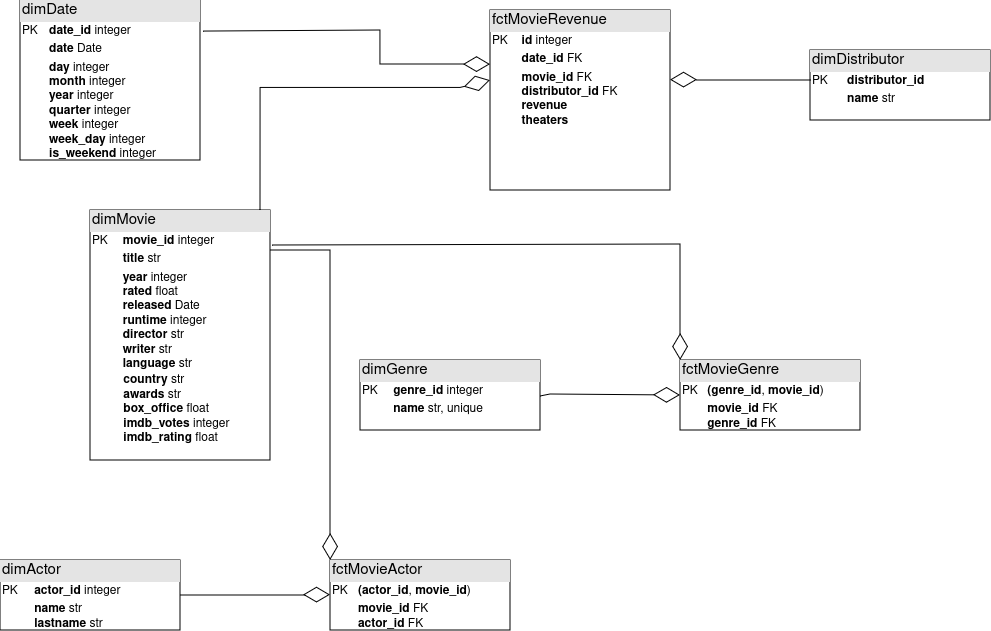 dimDate
PK date_id integer
date Date
day integer
month integer
year integer
quarter integer
week integer
week_day integer
is_weekend integer
fctMovieRevenue
PK id integer
date_id FK
movie_id FK
distributor_id FK
revenue
theaters
dimDistributor
PK distributor_id
name str
dimMovie
PK movie_id integer
title str
year integer
rated float
released Date
runtime integer
director str
writer str
language str
country str
awards str
box_office float
imdb_votes integer
imdb_rating float
dimGenre
PK genre_id integer
name str, unique
fctMovieGenre
PK (genre_id, movie_id)
movie_id FK
genre_id FK
dimActor
PK actor_id integer
name str
lastname str
fctMovieActor
PK (actor_id, movie_id)
movie_id FK
actor_id FK